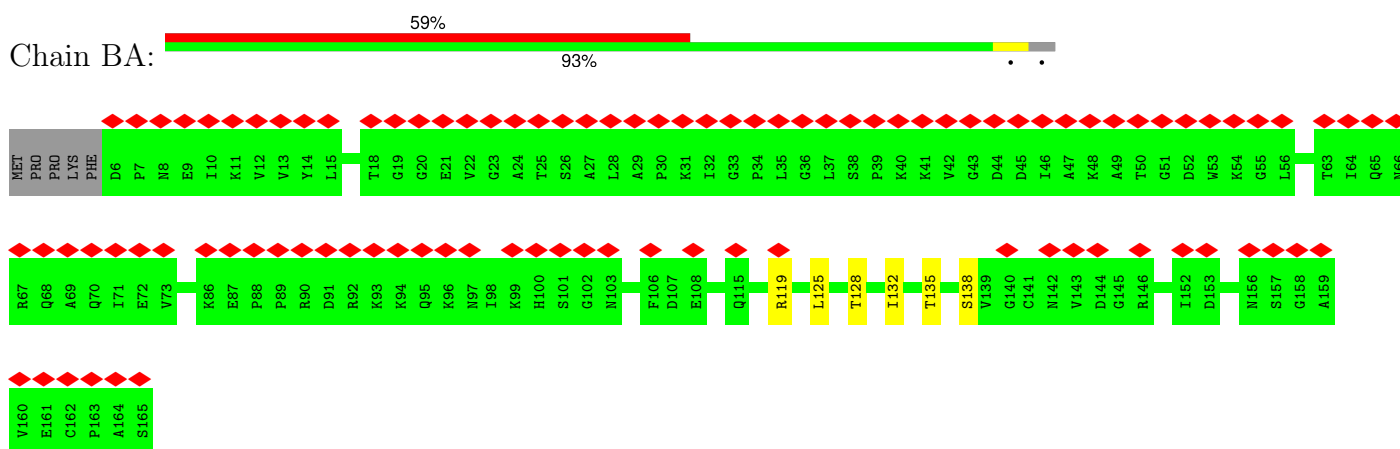 59%
Chain BA:
93%
• •
MET PRO PRO LYS PHE D6 P7 N8 E9 I10 K11 V12 V13 Y14 L15 T18 G19 G20 E21 V22 G23 A24 T25 S26 A27 L28 A29 P30 K31 I32 G33 P34 L35 G36 L37 S38 P39 K40 K41 V42 G43 D44 D45 I46 A47 K48 A49 T50 G51 D52 W53 K54 G55 L56 T63 I64 Q65 N66
R67 Q68 A69 Q70 I71 E72 V73 K86 E87 P88 P89 R90 D91 R92 K93 K94 Q95 K96 N97 I98 K99 H100 S101 G102 N103 F106 D107 E108 Q115 R119 L125 T128 I132 T135 S138 V139 G140 C141 N142 V143 D144 G145 R146 I152 D153 N156 S157 G158 A159
V160 E161 C162 P163 A164 S165